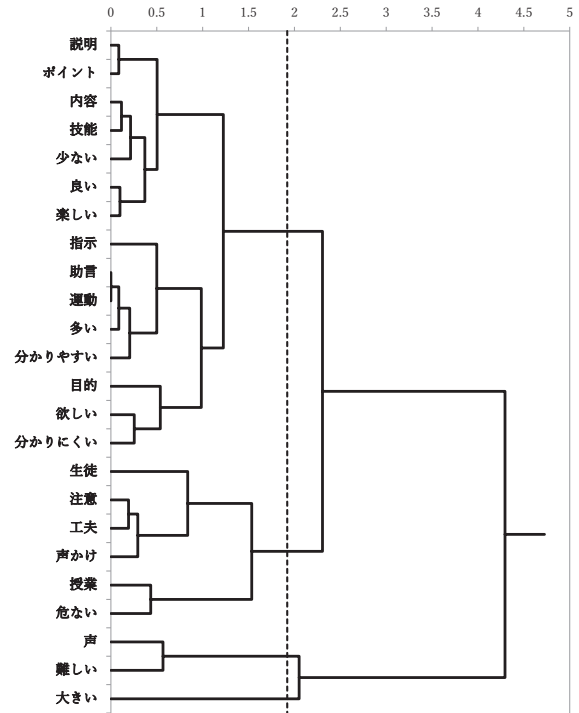 0 0.5 1 1.5 2 2.5 3 3.5 4 4.5 5
説明
ポイント
内容
技能
少ない
良い
楽しい
指示
助言
運動
多い
分かりやすい
目的
欲しい
分かりにくい
生徒
注意
工夫
声かけ
授業
危ない
声
難しい
大きい